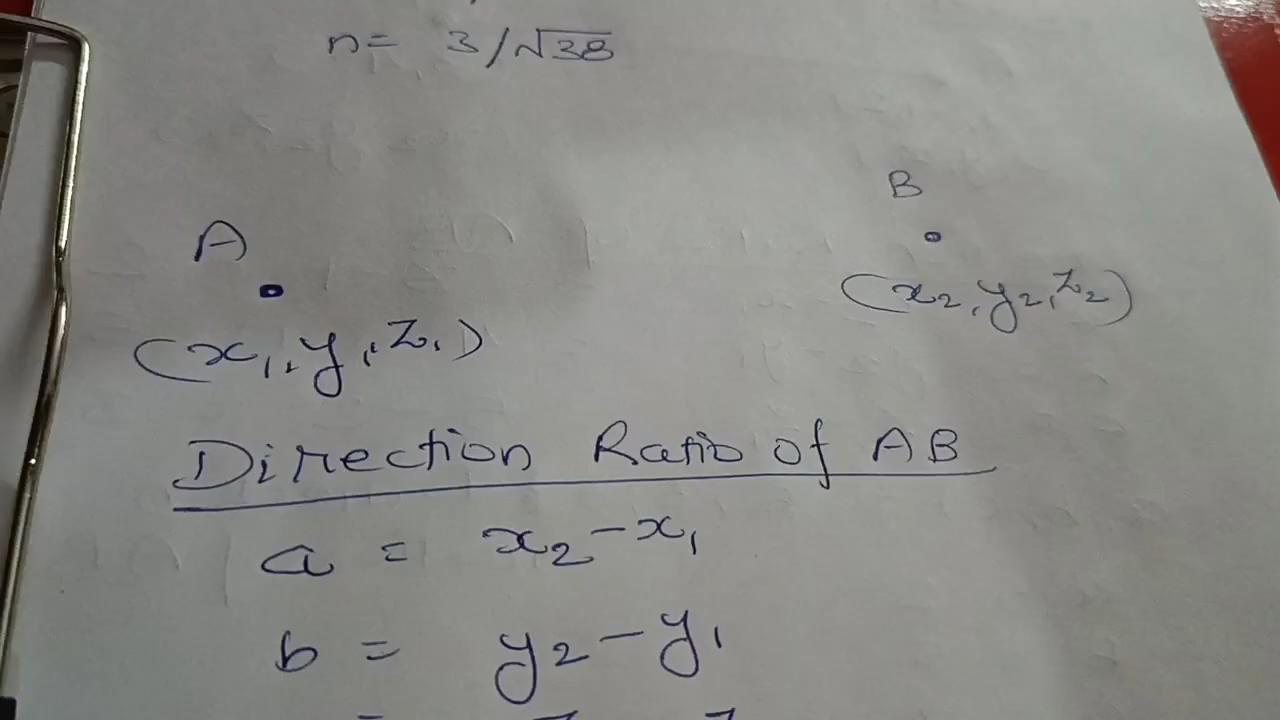 n = 3/√38
A
B
(x₁, y₁, z₁)
(x₂, y₂, z₂)
Direction Ratio of AB
a = x₂ - x₁
b = y₂ - y₁